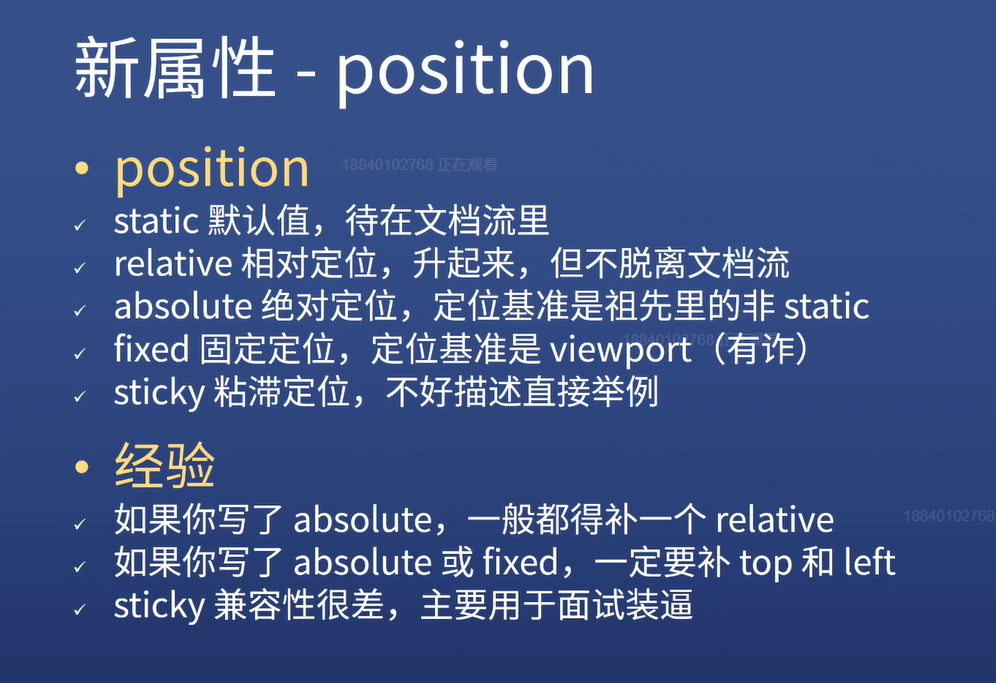 新属性 - position
• position
18840102768 正在观看
✓ static 默认值，待在文档流里
✓ relative 相对定位，升起来，但不脱离文档流
✓ absolute 绝对定位，定位基准是祖先里的非 static
✓ fixed 固定定位，定位基准是 viewport（有诈）
✓ sticky 粘滞定位，不好描述直接举例
• 经验
✓ 如果你写了 absolute，一般都得补一个 relative
18840102768
✓ 如果你写了 absolute 或 fixed，一定要补 top 和 left
✓ sticky 兼容性很差，主要用于面试装逼